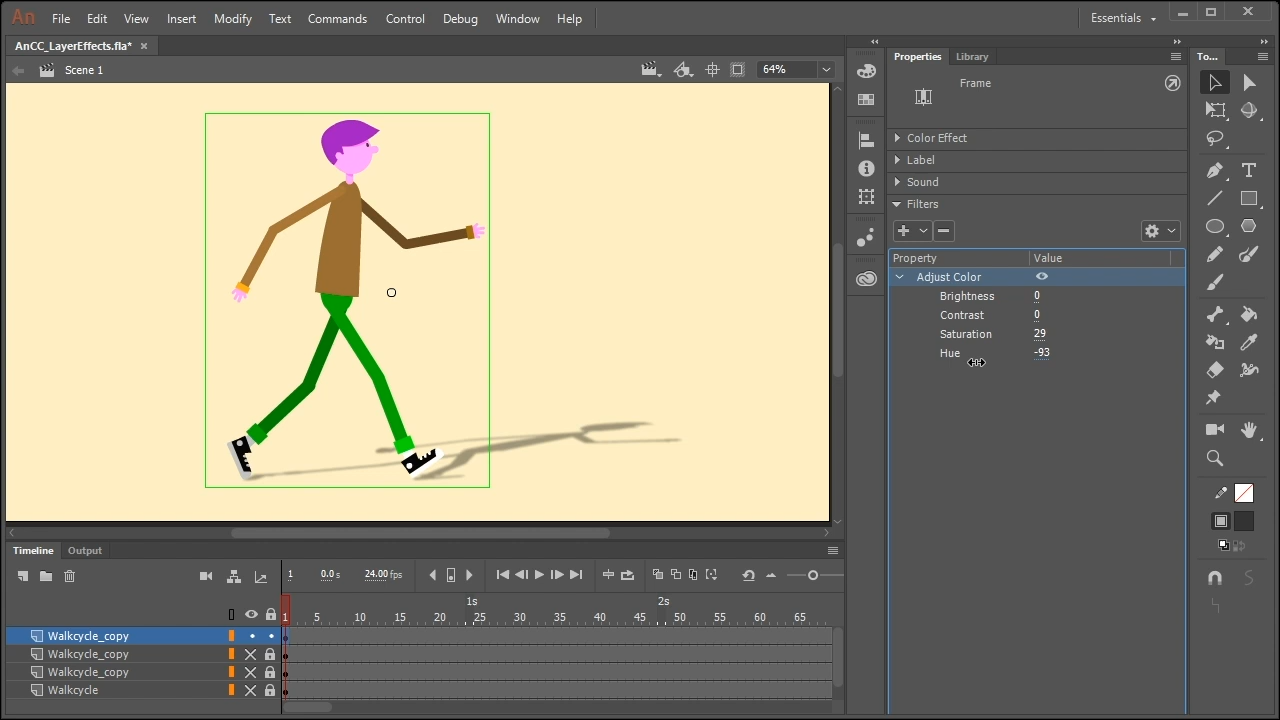 An File Edit View Insert Modify Text Commands Control Debug Window Help Essentials
AnCC_LayerEffects.fla*
Scene 1 64%
Properties Library To...
Frame
Color Effect
Label
Sound
Filters
Property Value
Adjust Color
Brightness 0
Contrast 0
Saturation 29
Hue -93
Timeline Output
1 0.0 s 24.00 fps
1s 2s
1 5 10 15 20 25 30 35 40 45 50 55 60 65
Walkcycle_copy
Walkcycle_copy
Walkcycle_copy
Walkcycle